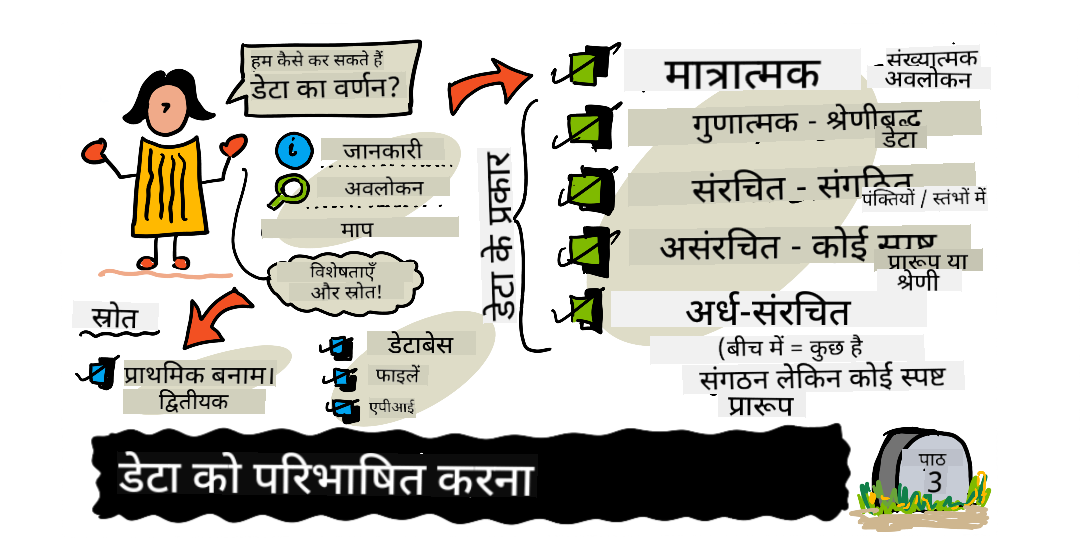 हम कैसे कर सकते हैं
डेटा का वर्णन?
जानकारी
अवलोकन
माप
विशेषताएँ
और स्रोत!
स्रोत
प्राथमिक बनाम।
द्वितीयक
डेटाबेस
फाइलें
एपीआई
डेटा के प्रकार
मात्रात्मक
संख्यात्मक
अवलोकन
गुणात्मक - श्रेणीबद्ध
डेटा
संरचित - संगठित
पंक्तियों / स्तंभों में
असंरचित - कोई स्पष्ट
प्रारूप या
श्रेणी
अर्ध-संरचित
(बीच में = कुछ है
संगठन लेकिन कोई स्पष्ट
प्रारूप
डेटा को परिभाषित करना
पाठ
3